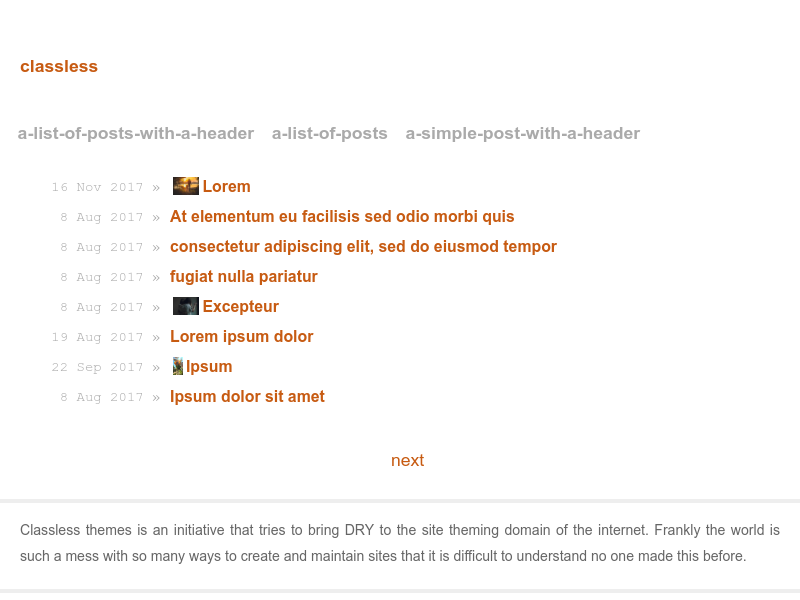 classless
a-list-of-posts-with-a-header a-list-of-posts a-simple-post-with-a-header
16 Nov 2017 » Lorem
8 Aug 2017 » At elementum eu facilisis sed odio morbi quis
8 Aug 2017 » consectetur adipiscing elit, sed do eiusmod tempor
8 Aug 2017 » fugiat nulla pariatur
8 Aug 2017 » Excepteur
19 Aug 2017 » Lorem ipsum dolor
22 Sep 2017 » Ipsum
8 Aug 2017 » Ipsum dolor sit amet
next
Classless themes is an initiative that tries to bring DRY to the site theming domain of the internet. Frankly the world is
such a mess with so many ways to create and maintain sites that it is difficult to understand no one made this before.